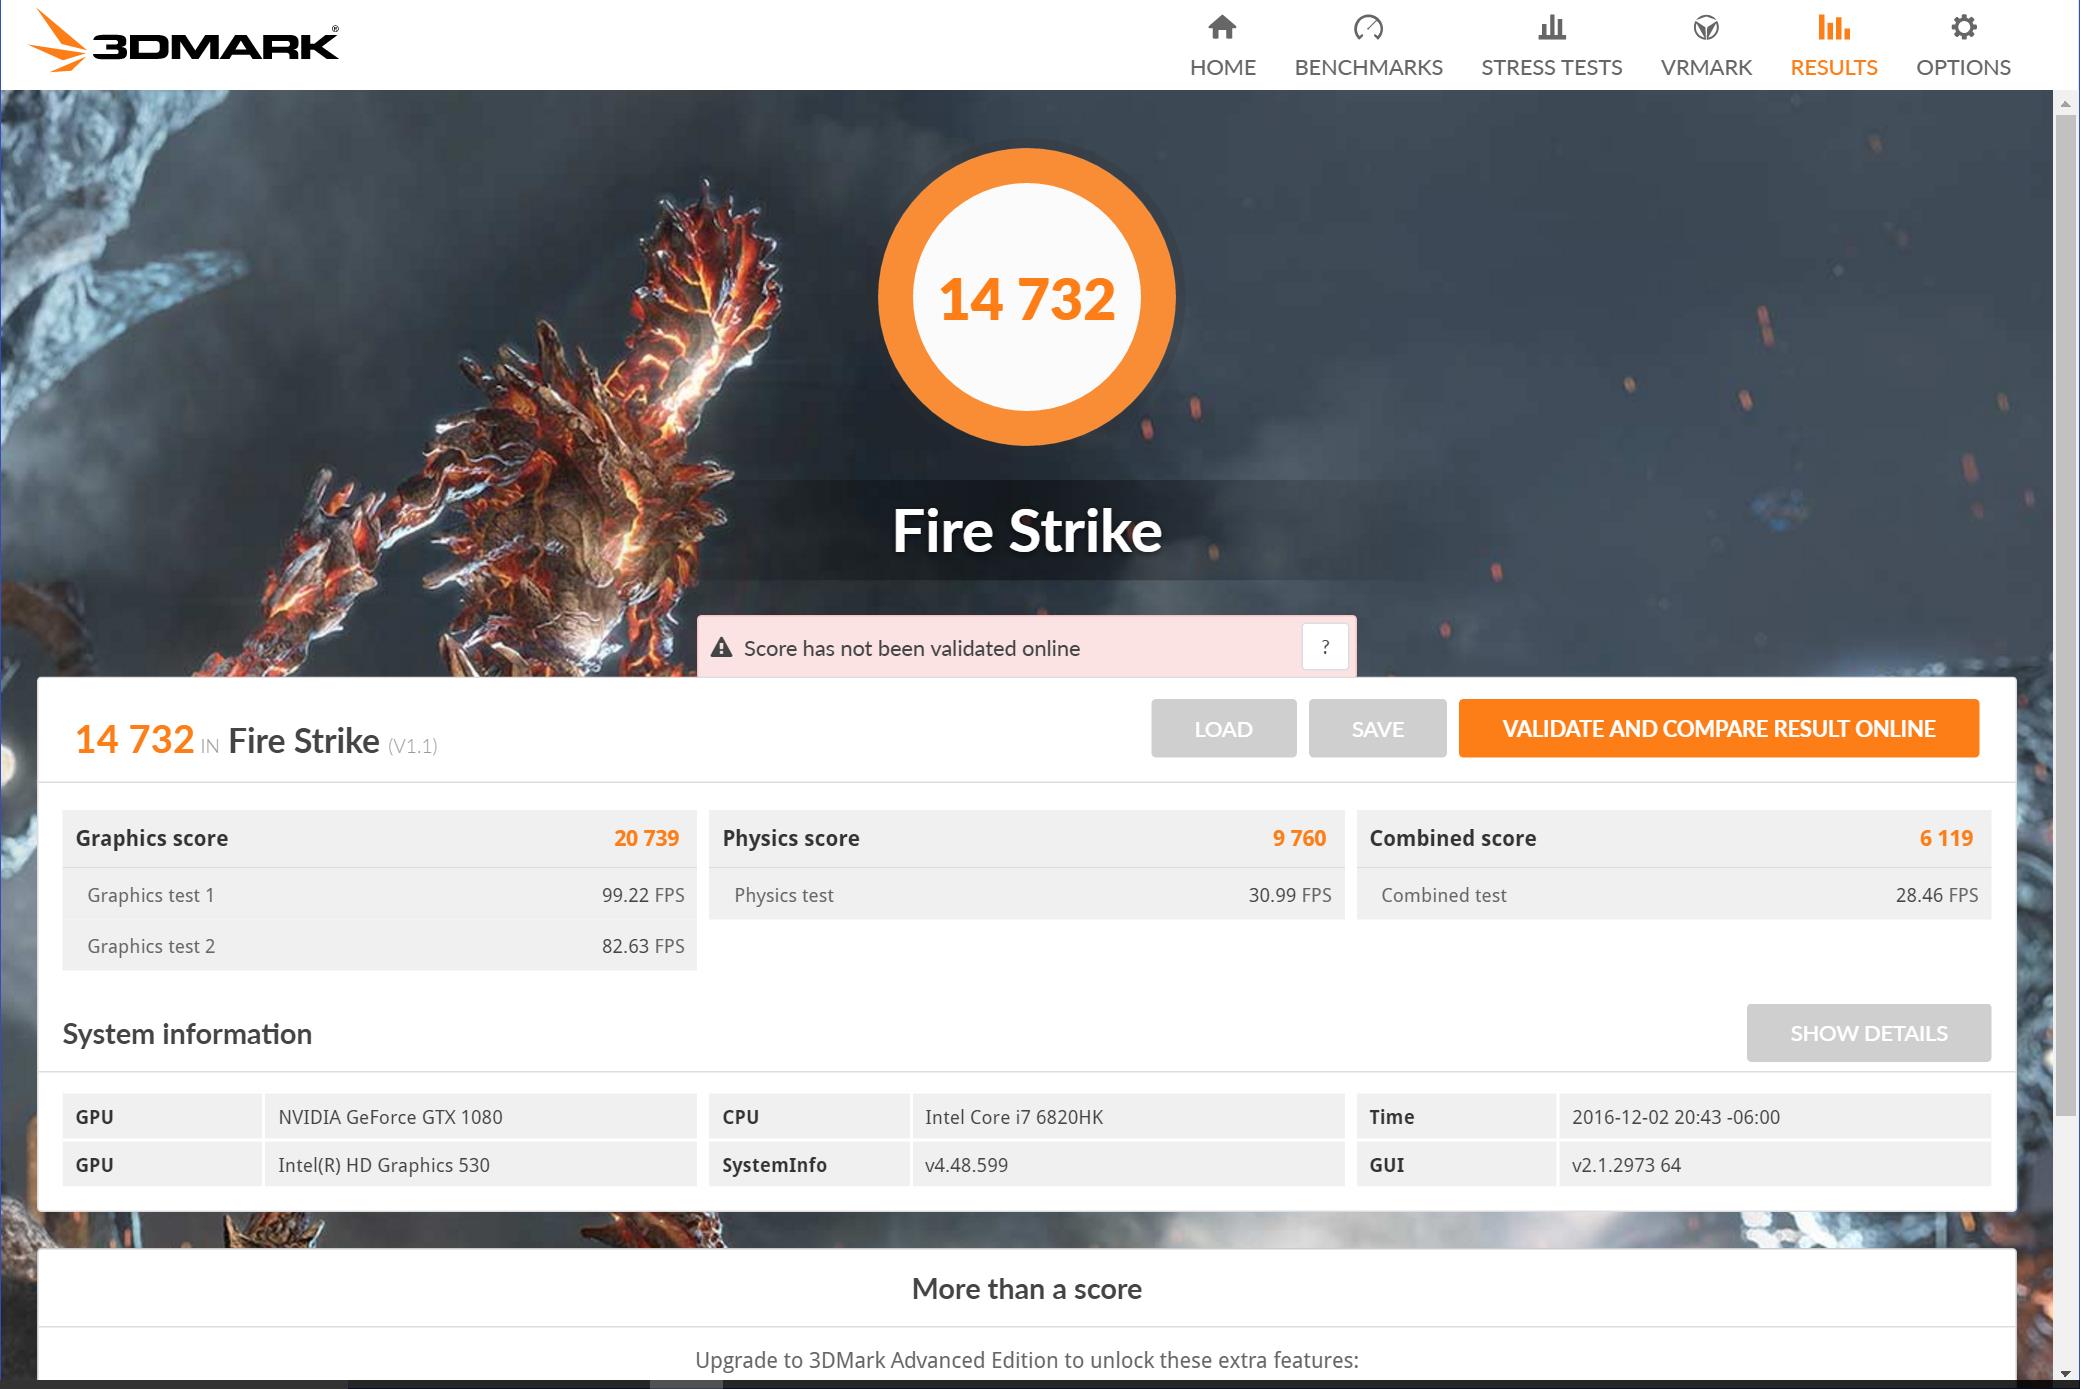 3DMARK®
HOME BENCHMARKS STRESS TESTS VRMARK RESULTS OPTIONS
14 732
Fire Strike
Score has not been validated online ?
14 732 IN Fire Strike (V1.1)
LOAD SAVE VALIDATE AND COMPARE RESULT ONLINE
Graphics score 20 739 Physics score 9 760 Combined score 6 119
Graphics test 1 99.22 FPS Physics test 30.99 FPS Combined test 28.46 FPS
Graphics test 2 82.63 FPS
System information SHOW DETAILS
GPU NVIDIA GeForce GTX 1080 CPU Intel Core i7 6820HK Time 2016-12-02 20:43 -06:00
GPU Intel(R) HD Graphics 530 SystemInfo v4.48.599 GUI v2.1.2973 64
More than a score
Upgrade to 3DMark Advanced Edition to unlock these extra features: